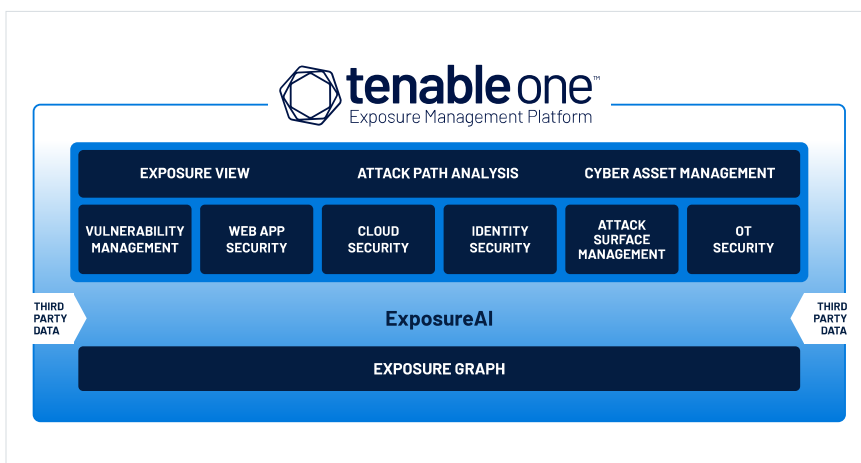 tenable one™
Exposure Management Platform
EXPOSURE VIEW
ATTACK PATH ANALYSIS
CYBER ASSET MANAGEMENT
VULNERABILITY
MANAGEMENT
WEB APP
SECURITY
CLOUD
SECURITY
IDENTITY
SECURITY
ATTACK
SURFACE
MANAGEMENT
OT
SECURITY
THIRD
PARTY
DATA
ExposureAI
THIRD
PARTY
DATA
EXPOSURE GRAPH